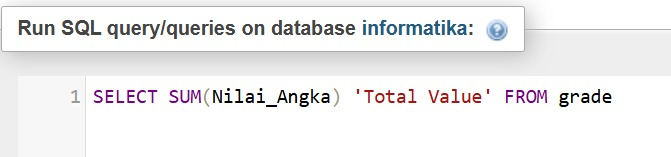 Run SQL query/queries on database informatika:
1 SELECT SUM(Nilai_Angka) 'Total Value' FROM grade